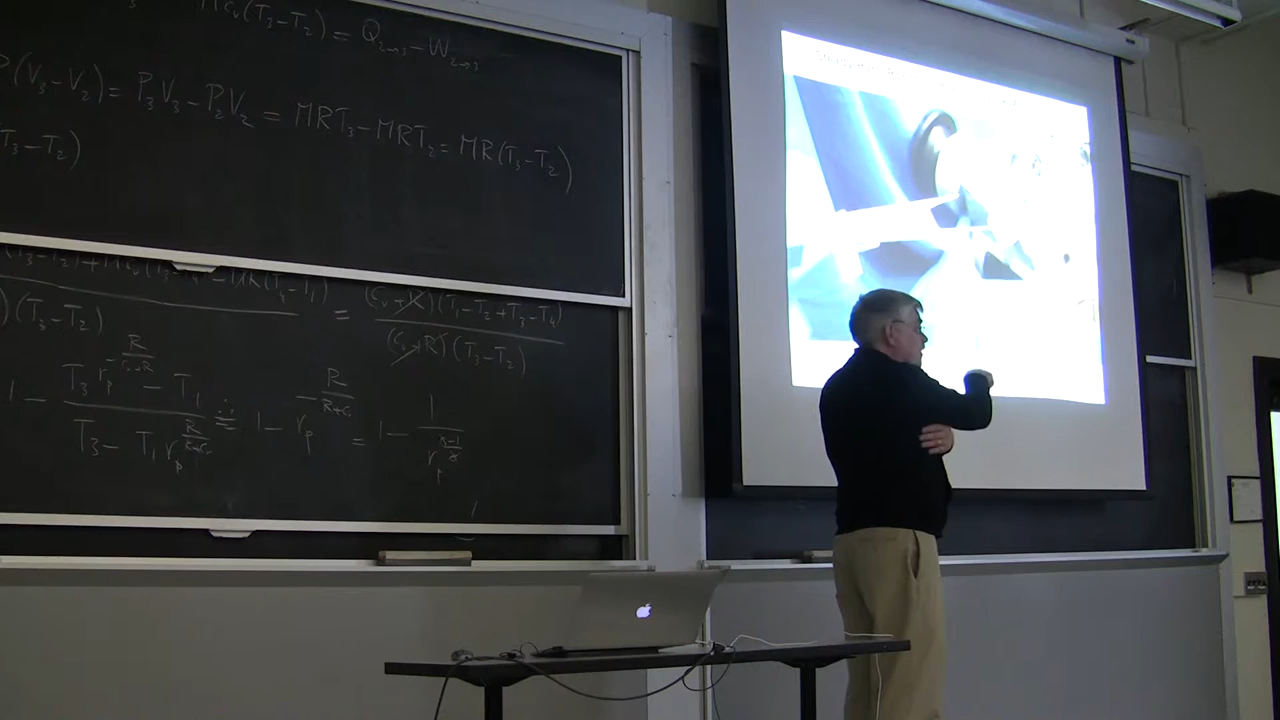 Mc_v(T_3-T_2) = Q_{2→3} - W_{2→3}
P(V_3-V_2) = P_3V_3 - P_2V_2 = MRT_3 - MRT_2 = MR(T_3-T_2)
T_3-T_2)
= (c_v+R)(T_1-T_2+T_3-T_4) / (c_v+R)(T_3-T_2)
)(T_3-T_2)
1 - (T_3 r_p^{-R/(c_v+R)} - T_1) / (T_3 - T_1 r_p^{R/(R+c_v)}) = 1 - r_p^{-R/(R+c_v)} = 1 - 1 / r_p^{(γ-1)/γ}